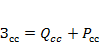 З_cc = Q_cc + P_cc